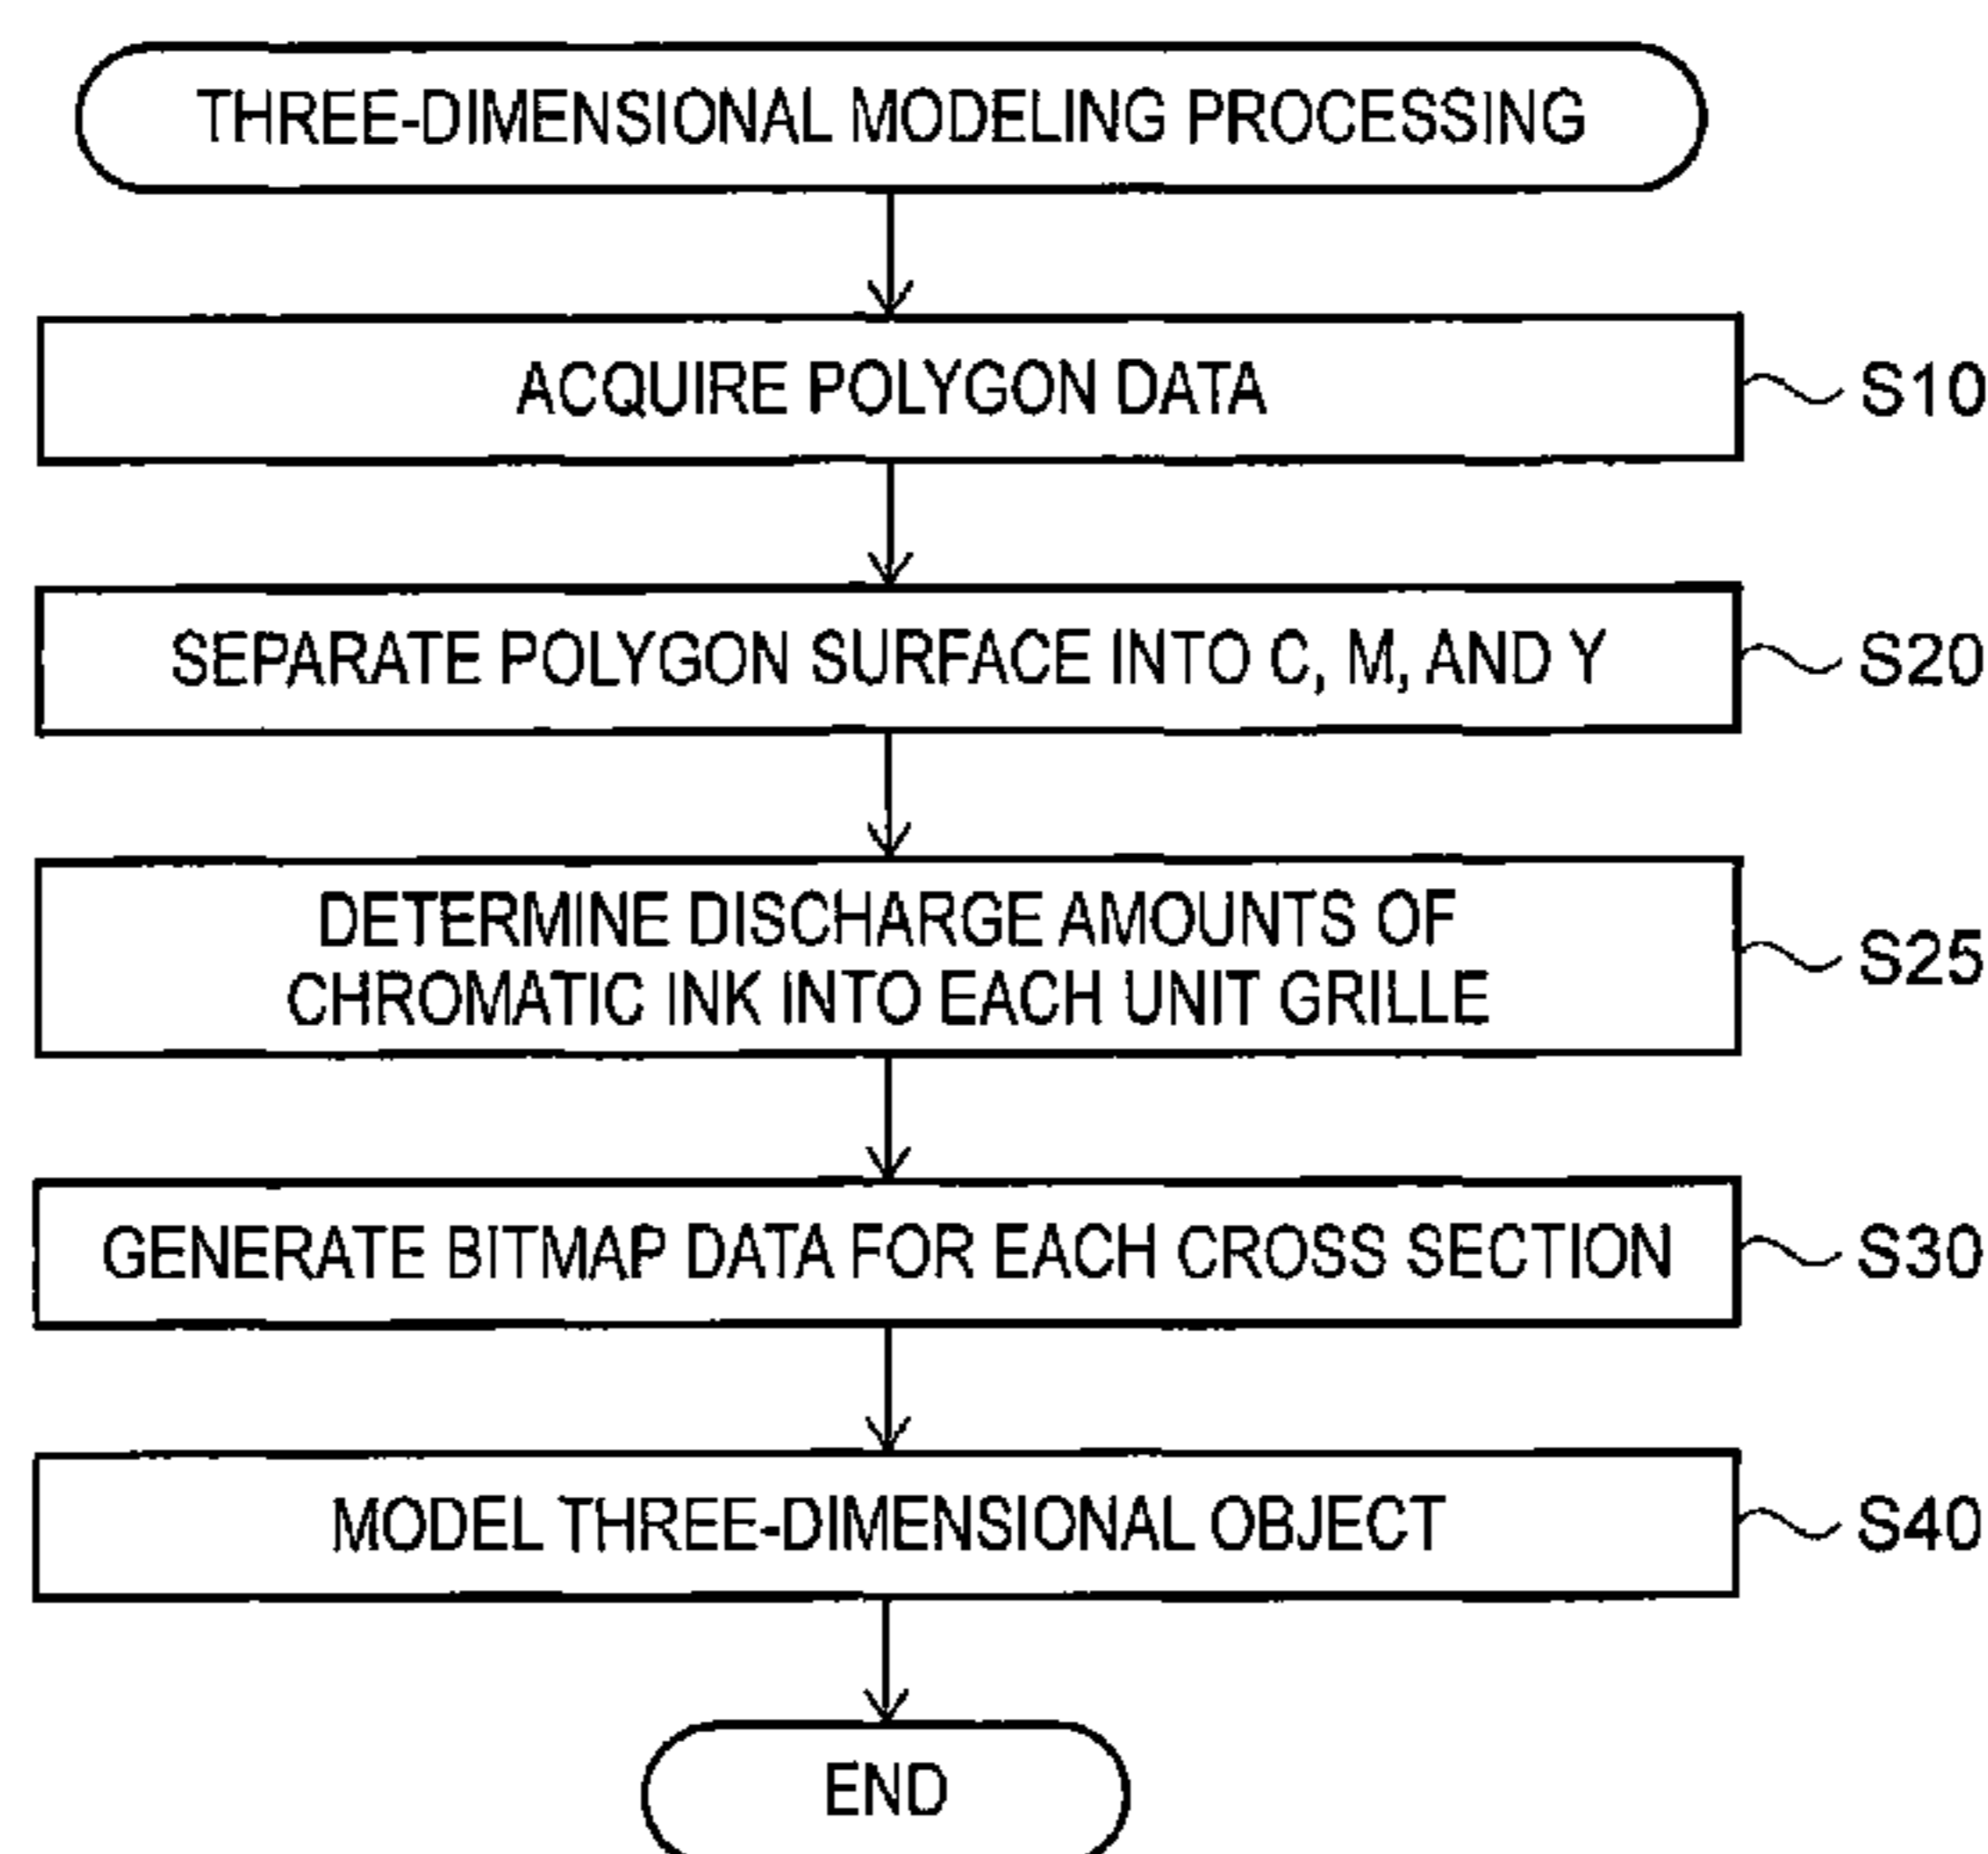 THREE-DIMENSIONAL MODELING PROCESSING
ACQUIRE POLYGON DATA
S10
SEPARATE POLYGON SURFACE INTO C, M, AND Y
S20
DETERMINE DISCHARGE AMOUNTS OF
CHROMATIC INK INTO EACH UNIT GRILLE
S25
GENERATE BITMAP DATA FOR EACH CROSS SECTION
S30
MODEL THREE-DIMENSIONAL OBJECT
S40
END